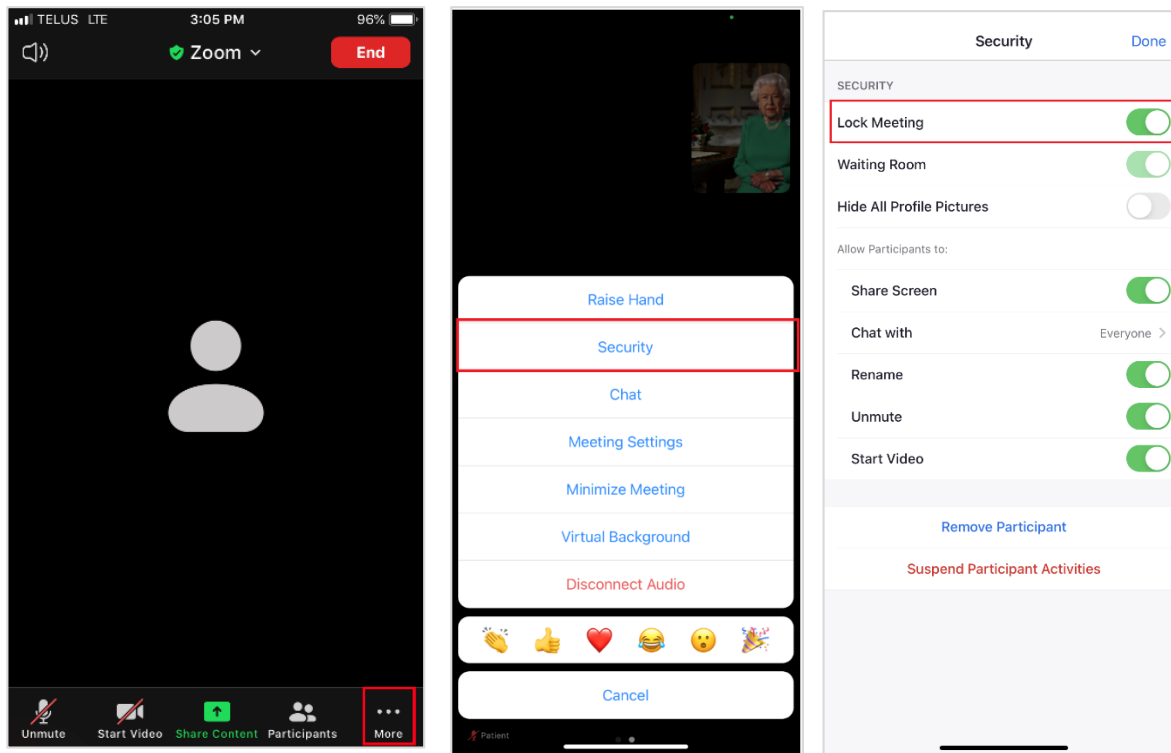 TELUS LTE 3:05 PM 96%
Zoom
End
Unmute Start Video Share Content Participants More
Raise Hand
Security
Chat
Meeting Settings
Minimize Meeting
Virtual Background
Disconnect Audio
Cancel
Patient
Security Done
SECURITY
Lock Meeting
Waiting Room
Hide All Profile Pictures
Allow Participants to:
Share Screen
Chat with Everyone >
Rename
Unmute
Start Video
Remove Participant
Suspend Participant Activities